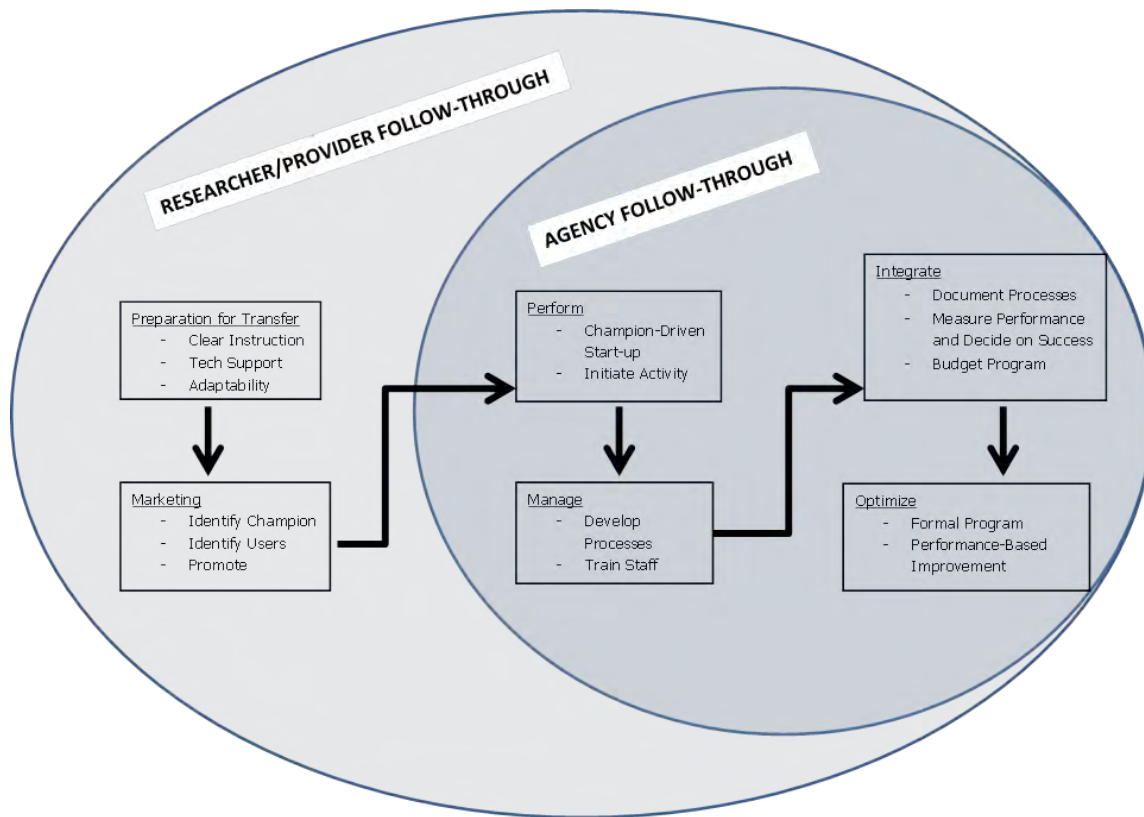 RESEARCHER/PROVIDER FOLLOW-THROUGH
AGENCY FOLLOW-THROUGH
Preparation for Transfer
- Clear Instruction
- Tech Support
- Adaptability
Marketing
- Identify Champion
- Identify Users
- Promote
Perform
- Champion-Driven
Start-up
- Initiate Activity
Manage
- Develop
Processes
- Train Staff
Integrate
- Document Processes
- Measure Performance
and Decide on Success
- Budget Program
Optimize
- Formal Program
- Performance-Based
Improvement